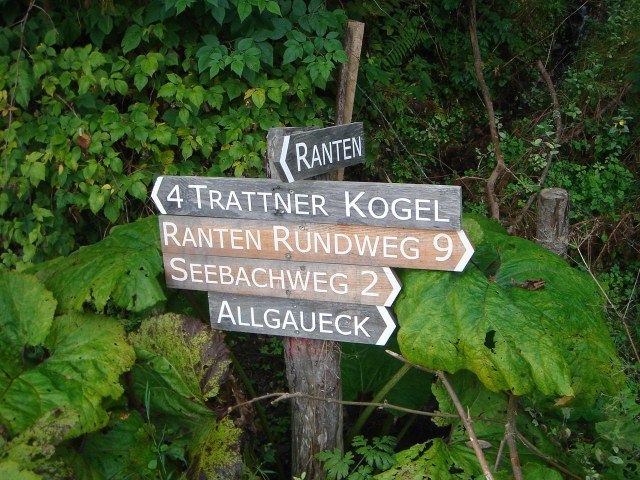 RANTEN
4 TRATTNER KOGEL
RANTEN RUNDWEG 9
SEEBACHWEG 2
ALLGAUECK